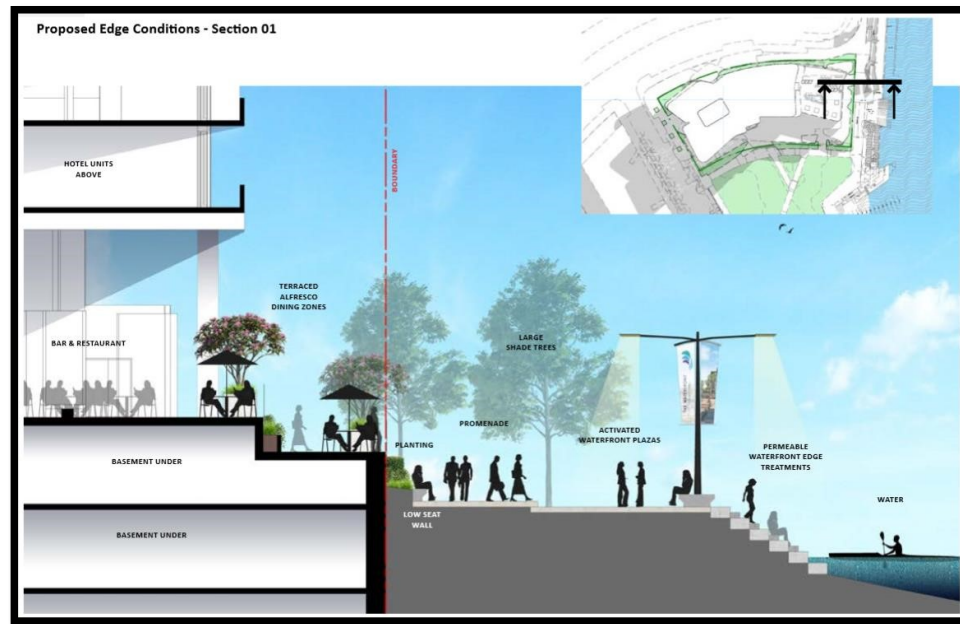 Proposed Edge Conditions - Section 01
HOTEL UNITS
ABOVE
BOUNDARY
TERRACED
ALFRESCO
DINING ZONES
BAR & RESTAURANT
LARGE
SHADE TREES
PROMENADE
PLANTING
ACTIVATED
WATERFRONT PLAZAS
PERMEABLE
WATERFRONT EDGE
TREATMENTS
WATER
BASEMENT UNDER
LOW SEAT
WALL
BASEMENT UNDER